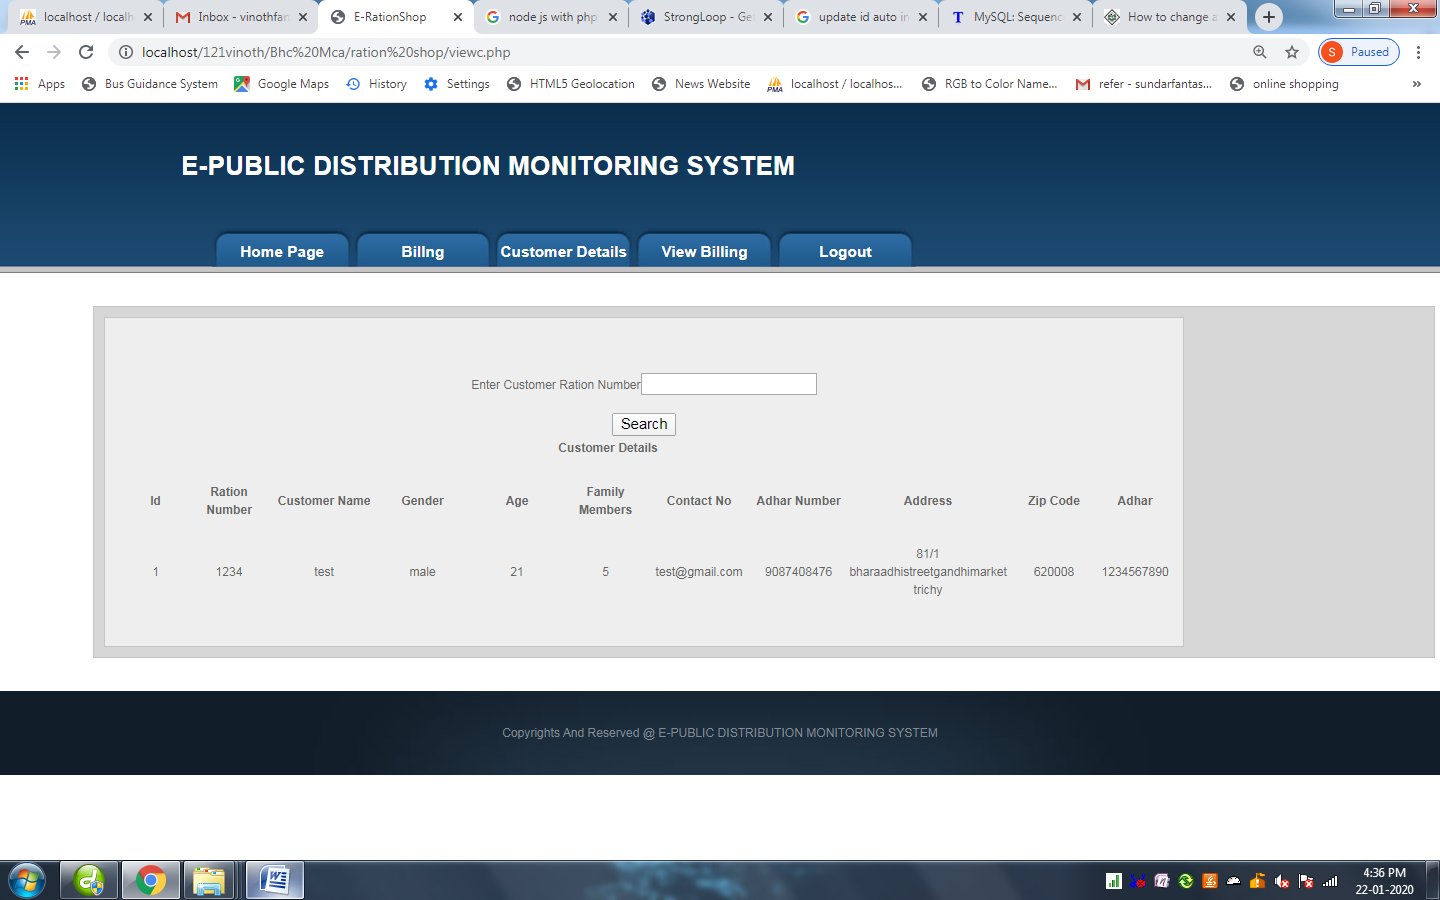 localhost / localh
Inbox - vinothfan
E-RationShop
node js with php
StrongLoop - Get
update id auto in
MySQL: Sequenc
How to change a
localhost/121vinoth/Bhc%20Mca/ration%20shop/viewc.php
S Paused
Apps
Bus Guidance System
Google Maps
History
Settings
HTML5 Geolocation
News Website
localhost / localhos...
RGB to Color Name...
refer - sundarfantas...
online shopping
»
E-PUBLIC DISTRIBUTION MONITORING SYSTEM
Home Page
Billng
Customer Details
View Billing
Logout
Enter Customer Ration Number
Search
Customer Details
Id Ration Number Customer Name Gender Age Family Members Contact No Adhar Number Address Zip Code Adhar
1 1234 test male 21 5 test@gmail.com 9087408476 81/1 bharaadhistreetgandhimarket trichy 620008 1234567890
Copyrights And Reserved @ E-PUBLIC DISTRIBUTION MONITORING SYSTEM
4:36 PM
22-01-2020